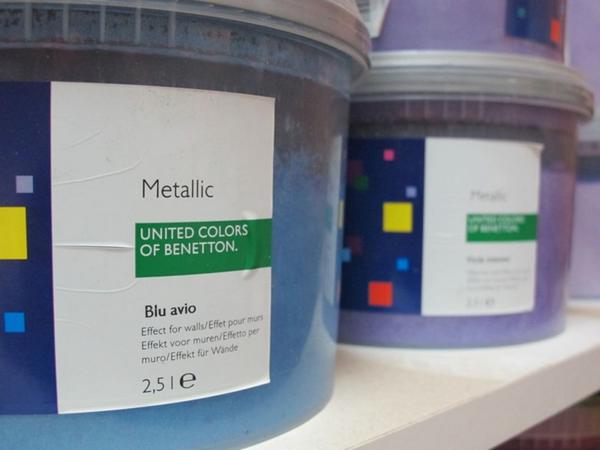 Metallic
UNITED COLORS
OF BENETTON.
Blu avio
Effect for walls/Effet pour murs
Effekt voor muren/Effetto per
muro/Effekt für Wände
2,5 l e
Metallic
UNITED COLORS
OF BENETTON.
Viola
2,5 l e